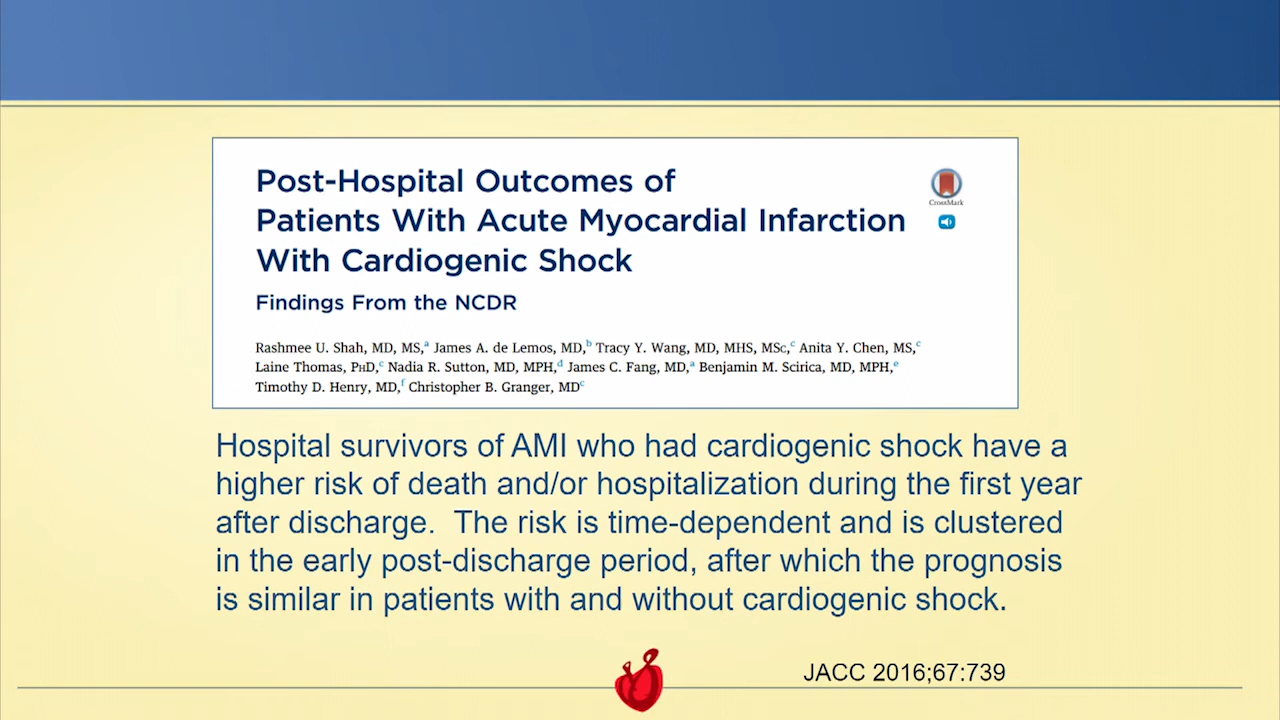 Post-Hospital Outcomes of
Patients With Acute Myocardial Infarction
With Cardiogenic Shock
CrossMark
Findings From the NCDR
Rashmee U. Shah, MD, MS,a James A. de Lemos, MD,b Tracy Y. Wang, MD, MHS, MSc,c Anita Y. Chen, MS,c
Laine Thomas, PhD,c Nadia R. Sutton, MD, MPH,d James C. Fang, MD,a Benjamin M. Scirica, MD, MPH,e
Timothy D. Henry, MD,f Christopher B. Granger, MDc
Hospital survivors of AMI who had cardiogenic shock have a
higher risk of death and/or hospitalization during the first year
after discharge.  The risk is time-dependent and is clustered
in the early post-discharge period, after which the prognosis
is similar in patients with and without cardiogenic shock.
JACC 2016;67:739